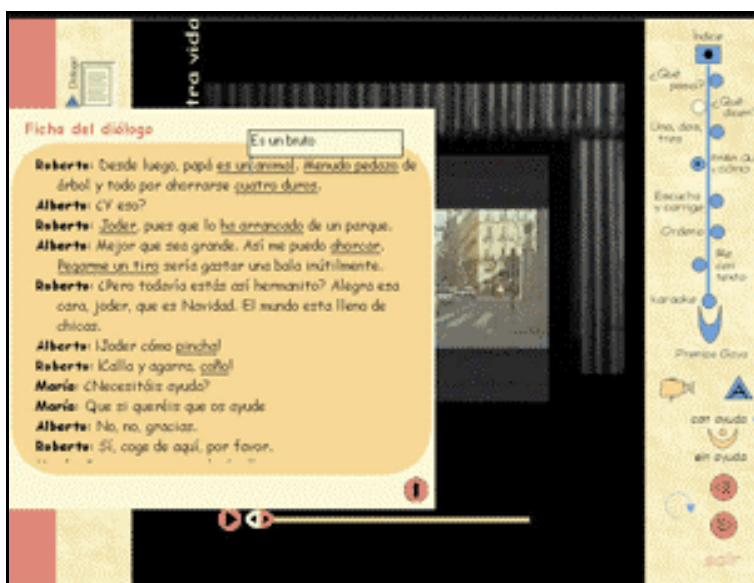 tra vida
Diálogo
Ficha del diálogo
Es un bruto
Roberto: Desde luego, papá es un animal. Menudo pedazo de
árbol y todo por ahorrarse cuatro duros.
Alberto: ¿Y eso?
Roberto: Joder, pues que lo ha arrancado de un parque.
Alberto: Mejor que sea grande. Así me puedo ahorcar.
Pegarme un tiro sería gastar una bala inútilmente.
Roberto: ¿Pero todavía estás así hermanito? Alegra esa
cara, joder, que es Navidad. El mundo esta lleno de
chicas.
Alberto: ¡Joder cómo pincha!
Roberto: ¡Calla y agarra, coño!
María: ¿Necesitáis ayuda?
María: Que si queréis que os ayude
Alberto: No, no, gracias.
Roberto: Sí, coge de aquí, por favor.
Índice
¿Qué
pasa?
¿Qué
dicen
Uno, dos,
tres
y cómo
Escucha
y corrige
Ordena
texto
karaoke
Premios Goya
con ayuda
sin ayuda
salir